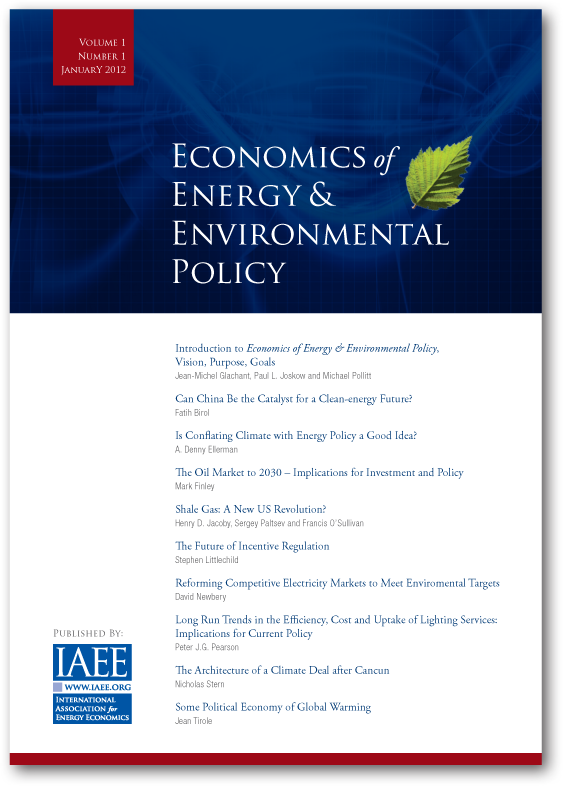 VOLUME 1
NUMBER 1
JANUARY 2012
ECONOMICS of
ENERGY &
ENVIRONMENTAL
POLICY
Introduction to Economics of Energy & Environmental Policy,
Vision, Purpose, Goals
Jean-Michel Glachant, Paul L. Joskow and Michael Pollitt
Can China Be the Catalyst for a Clean-energy Future?
Fatih Birol
Is Conflating Climate with Energy Policy a Good Idea?
A. Denny Ellerman
The Oil Market to 2030 – Implications for Investment and Policy
Mark Finley
Shale Gas: A New US Revolution?
Henry D. Jacoby, Sergey Paltsev and Francis O'Sullivan
The Future of Incentive Regulation
Stephen Littlechild
Reforming Competitive Electricity Markets to Meet Enviromental Targets
David Newbery
Long Run Trends in the Efficiency, Cost and Uptake of Lighting Services:
Implications for Current Policy
Peter J.G. Pearson
The Architecture of a Climate Deal after Cancun
Nicholas Stern
Some Political Economy of Global Warming
Jean Tirole
PUBLISHED BY:
IAEE
WWW.IAEE.ORG
INTERNATIONAL
ASSOCIATION for
ENERGY ECONOMICS